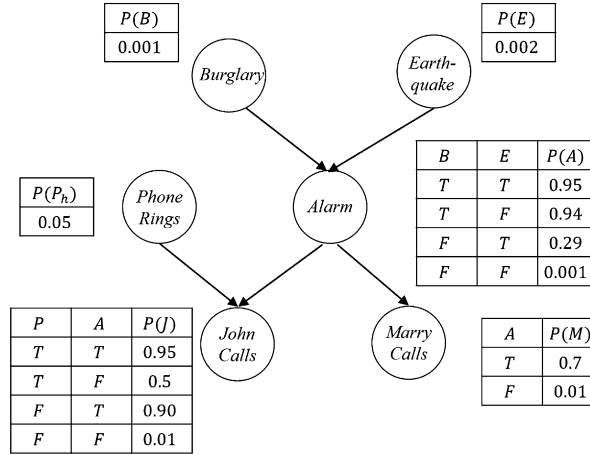 P(B)
0.001
P(E)
0.002
Burglary
Earth-
quake
B E P(A)
T T 0.95
T F 0.94
F T 0.29
F F 0.001
P(Pₕ)
0.05
Phone
Rings
Alarm
P A P(J)
T T 0.95
T F 0.5
F T 0.90
F F 0.01
John
Calls
Marry
Calls
A P(M)
T 0.7
F 0.01